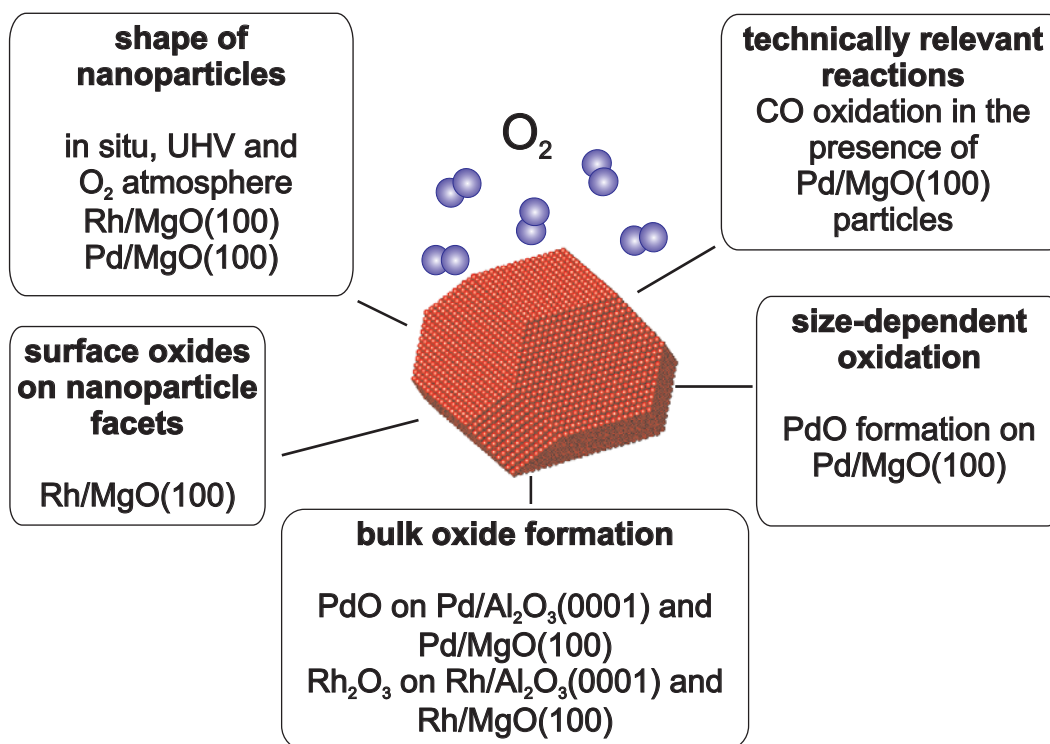 shape of
nanoparticles
in situ, UHV and
O₂ atmosphere
Rh/MgO(100)
Pd/MgO(100)
O₂
technically relevant
reactions
CO oxidation in the
presence of
Pd/MgO(100)
particles
surface oxides
on nanoparticle
facets
Rh/MgO(100)
size-dependent
oxidation
PdO formation on
Pd/MgO(100)
bulk oxide formation
PdO on Pd/Al₂O₃(0001) and
Pd/MgO(100)
Rh₂O₃ on Rh/Al₂O₃(0001) and
Rh/MgO(100)